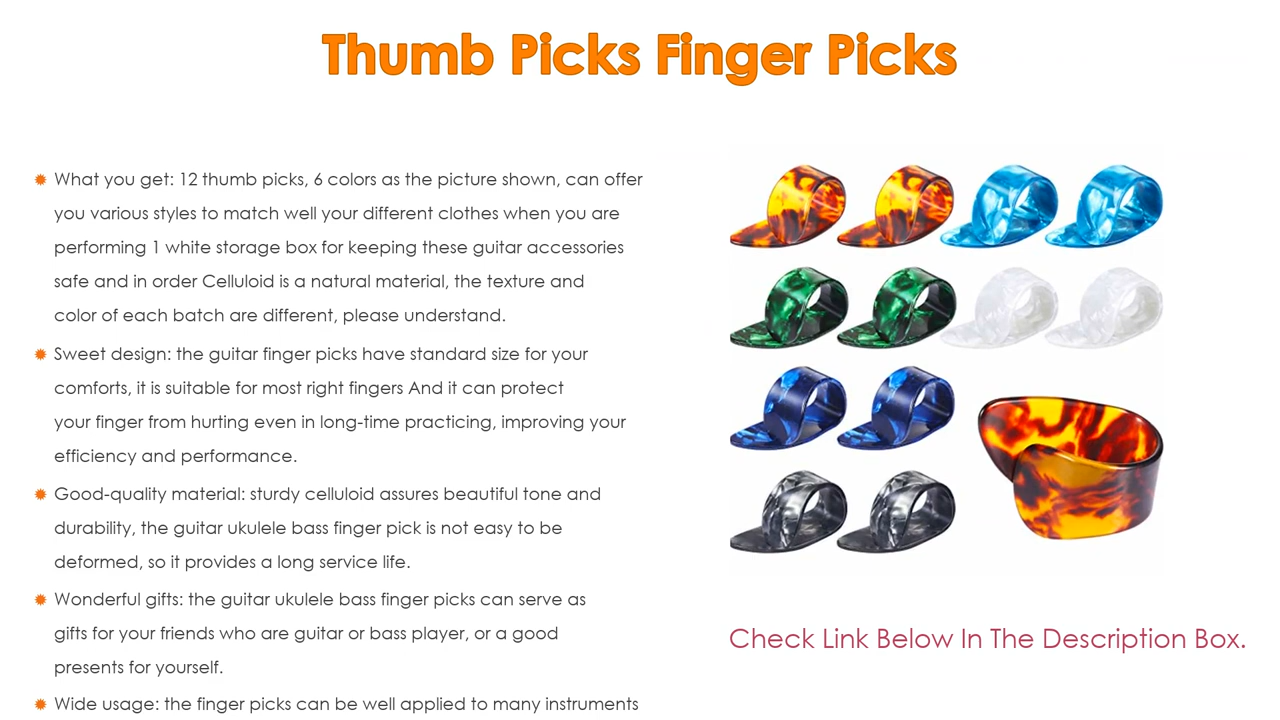 Thumb Picks Finger Picks
What you get: 12 thumb picks, 6 colors as the picture shown, can offer
you various styles to match well your different clothes when you are
performing 1 white storage box for keeping these guitar accessories
safe and in order Celluloid is a natural material, the texture and
color of each batch are different, please understand.
Sweet design: the guitar finger picks have standard size for your
comforts, it is suitable for most right fingers And it can protect
your finger from hurting even in long-time practicing, improving your
efficiency and performance.
Good-quality material: sturdy celluloid assures beautiful tone and
durability, the guitar ukulele bass finger pick is not easy to be
deformed, so it provides a long service life.
Wonderful gifts: the guitar ukulele bass finger picks can serve as
gifts for your friends who are guitar or bass player, or a good
presents for yourself.
Wide usage: the finger picks can be well applied to many instruments
Check Link Below In The Description Box.